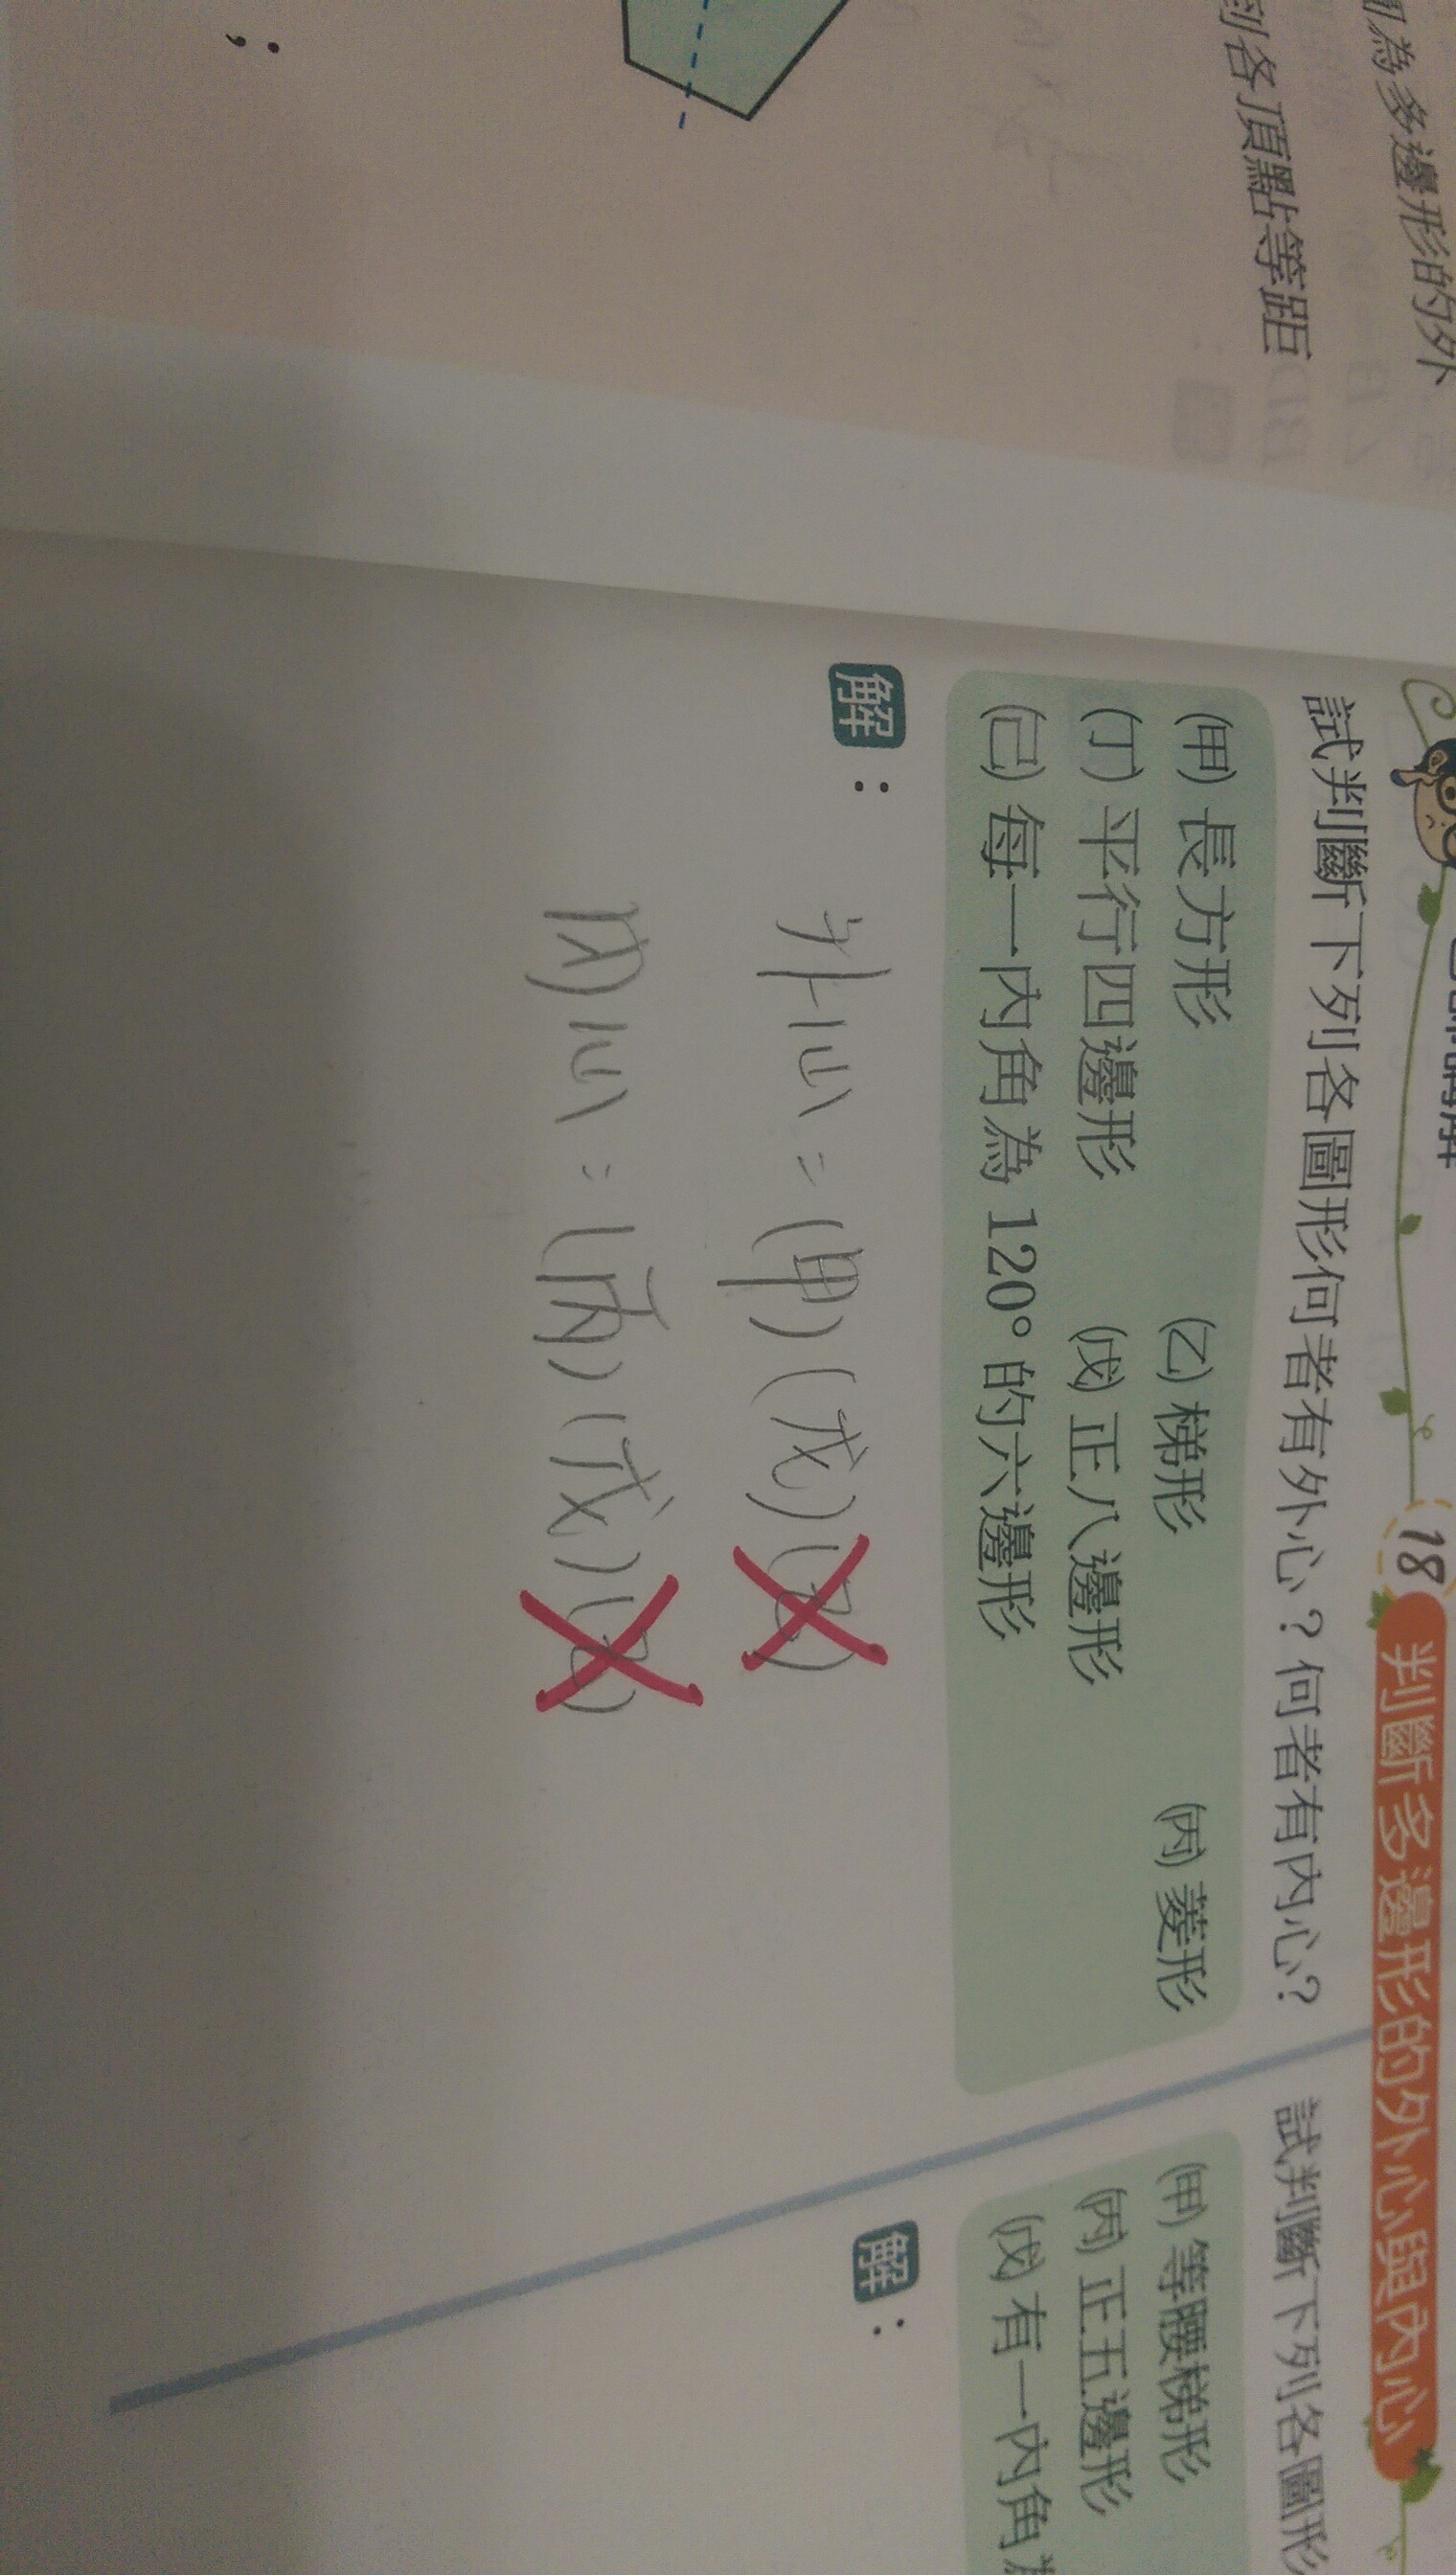 為多邊形的外
到各頂點等距
;
18 判斷多邊形的外心與內心
試判斷下列各圖形何者有外心？何者有內心？
(甲) 長方形 (乙) 梯形 (丙) 菱形
(丁) 平行四邊形 (戊) 正八邊形
(己) 每一內角為 120° 的六邊形
解：
外心：(甲)(戊)(己)
內心：(丙)(戊)(己)
試判斷下列各圖形
(甲) 等腰梯形
(丙) 正五邊形
(戊) 有一內角為
解：